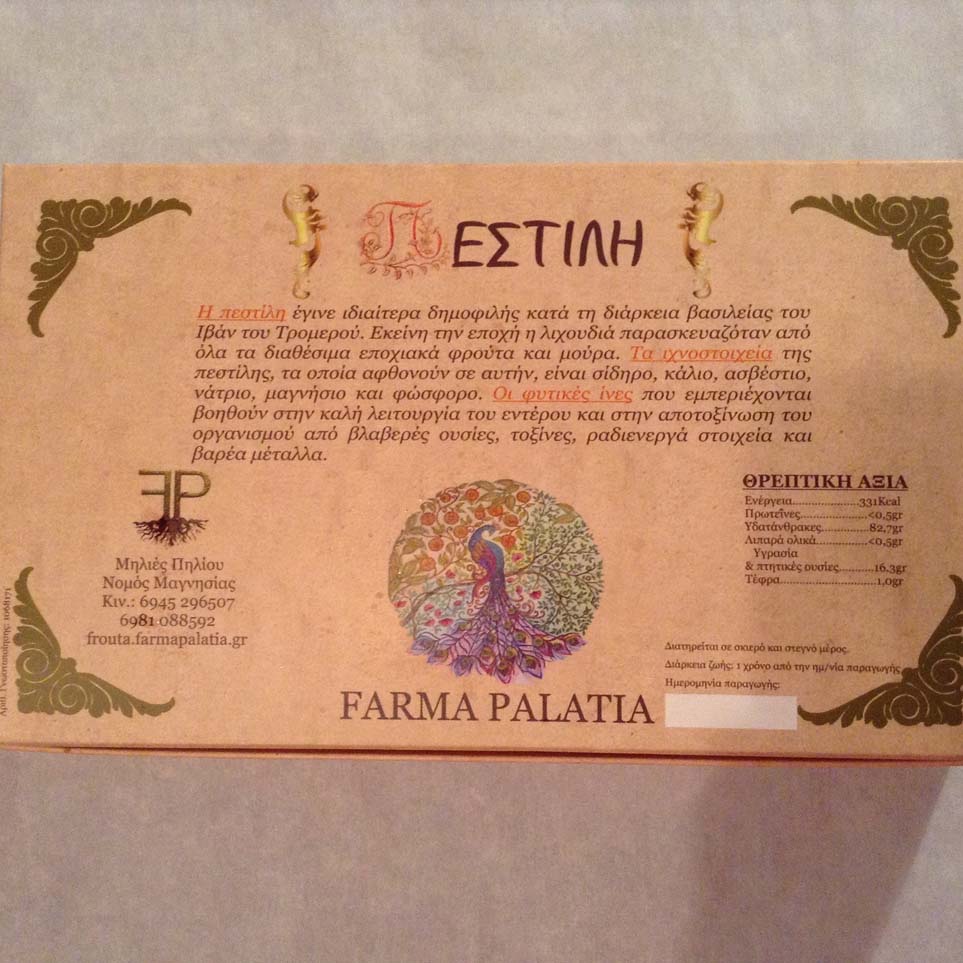 ΠΕΣΤΙΛΗ
Η πεστίλη έγινε ιδιαίτερα δημοφιλής κατά τη διάρκεια βασιλείας του
Ιβάν του Τρομερού. Εκείνη την εποχή η λιχουδιά παρασκευαζόταν από
όλα τα διαθέσιμα εποχιακά φρούτα και μούρα. Τα ιχνοστοιχεία της
πεστίλης, τα οποία αφθονούν σε αυτήν, είναι σίδηρο, κάλιο, ασβέστιο,
νάτριο, μαγνήσιο και φώσφορο. Οι φυτικές ίνες που εμπεριέχονται
βοηθούν στην καλή λειτουργία του εντέρου και στην αποτοξίνωση του
οργανισμού από βλαβερές ουσίες, τοξίνες, ραδιενεργά στοιχεία και
βαρέα μέταλλα.
FP
Μηλιές Πηλίου
Νομός Μαγνησίας
Κιν.: 6945 296507
6981 088592
frouta.farmapalatia.gr
Αριθ. Γνωστοποίησης: 1068171
FARMA PALATIA
ΘΡΕΠΤΙΚΗ ΑΞΙΑ
Ενέργεια......................331Kcal
Πρωτεΐνες.....................<0,5gr
Υδατάνθρακες...............82,7gr
Λιπαρά ολικά................<0,5gr
Υγρασία
& πτητικές ουσίες..........16,3gr
Τέφρα............................1,0gr
Διατηρείται σε σκιερό και στεγνό μέρος.
Διάρκεια ζωής: 1 χρόνο από την ημ/νία παραγωγής
Ημερομηνία παραγωγής: